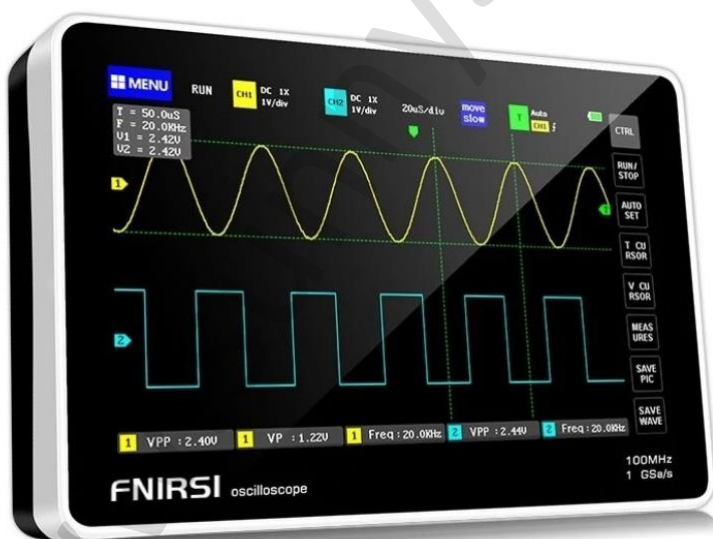 MENU
RUN
CH1 DC 1X
1V/div
CH2 DC 1X
1V/div
20uS/div
move
slow
T Auto
CH1
CTRL
T = 50.0uS
F = 20.0KHz
V1 = 2.42V
V2 = 2.42V
RUN/
STOP
1
AUTO
SET
T CU
RSOR
V CU
RSOR
2
MEAS
URES
SAVE
PIC
SAVE
WAVE
1 VPP :2.40V
1 VP :1.22V
1 Freq:20.0KHz
2 VPP :2.44V
2 Freq:20.0KHz
FNIRSI oscilloscope
100MHz
1 GSa/s